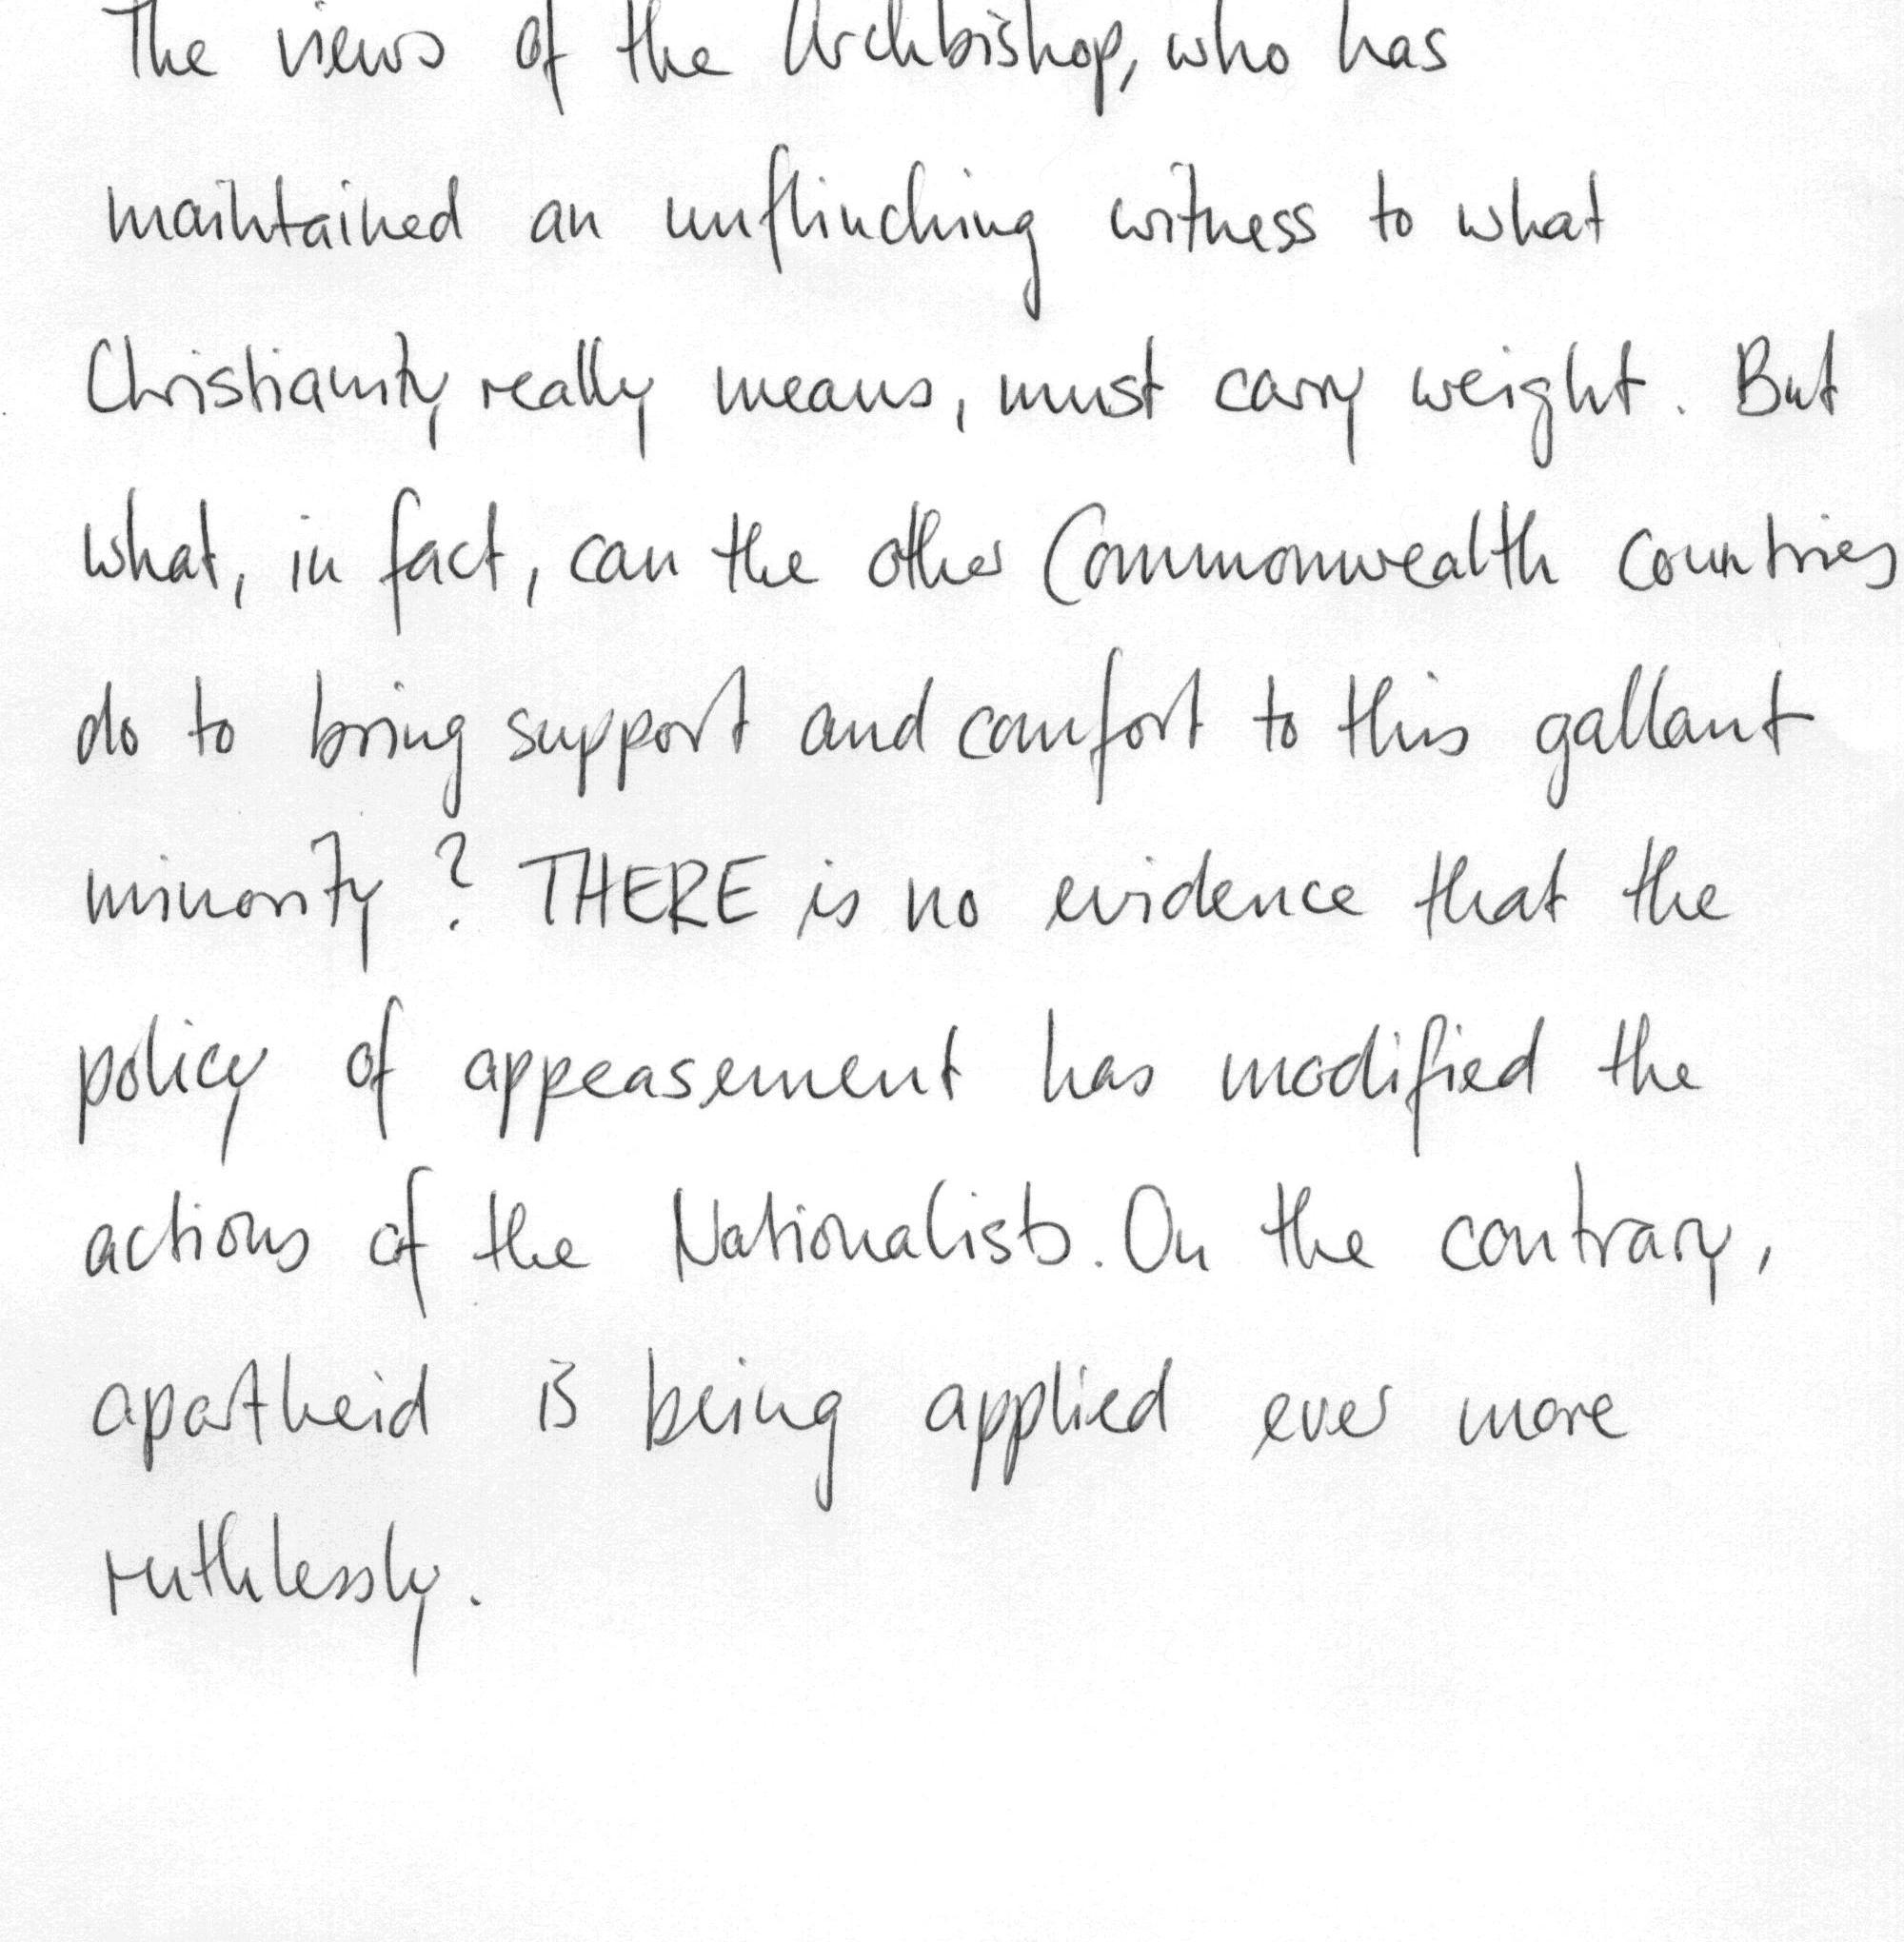 The views of the Archbishop, who has
maintained an unflinching witness to what
Christianity really means, must carry weight. But
what, in fact, can the other Commonwealth countries
do to bring support and comfort to this gallant
minority? THERE is no evidence that the
policy of appeasement has modified the
actions of the Nationalists. On the contrary,
apartheid is being applied ever more
ruthlessly.